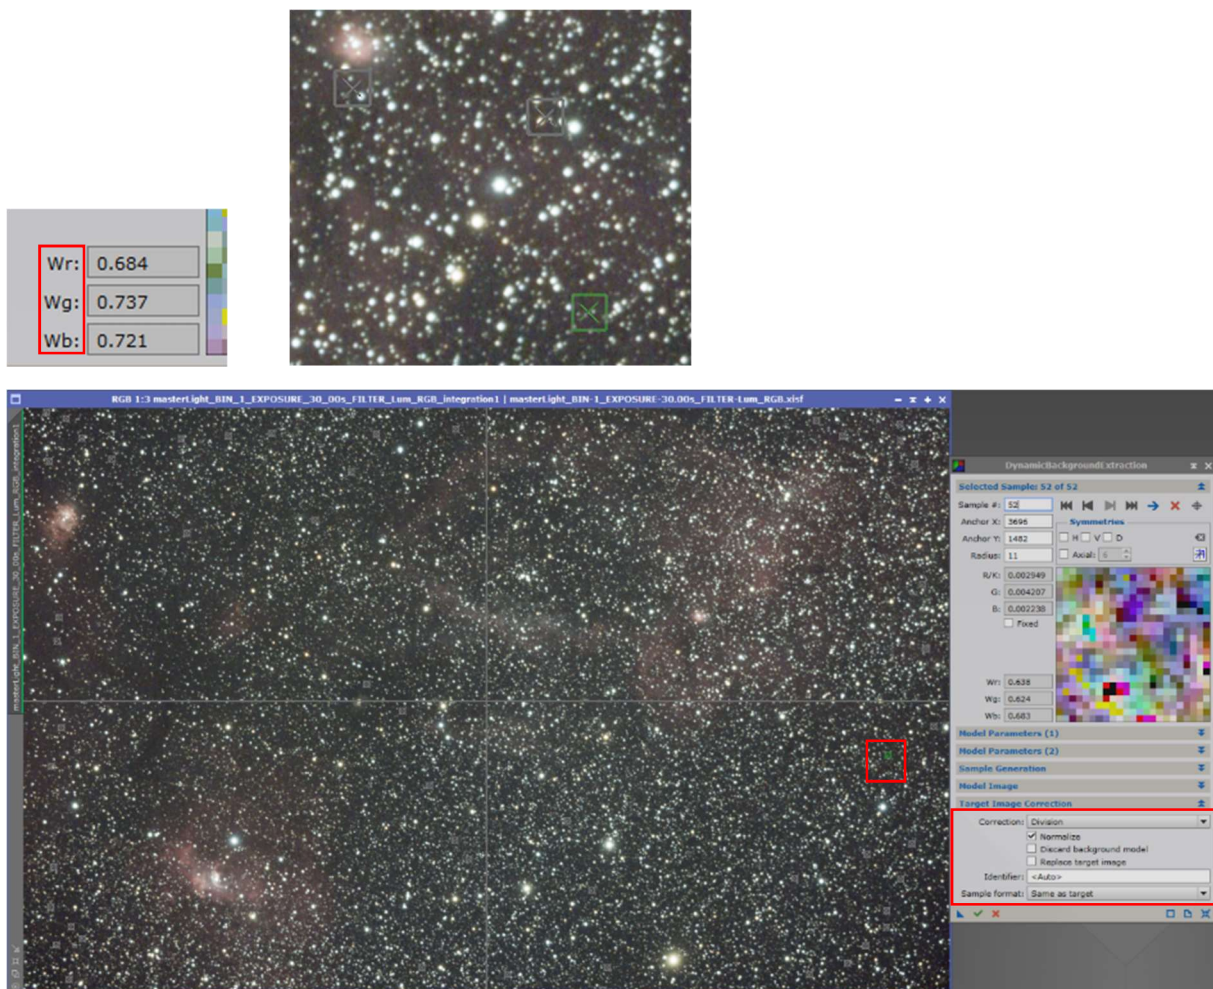 Wr: 0.684
Wg: 0.737
Wb: 0.721
RGB 1:3 masterLight_BIN_1_EXPOSURE_30_00s_FILTER_Lum_RGB_integration1 | masterLight_BIN-1_EXPOSURE-30.00s_FILTER-Lum_RGB.xisf
masterLight_BIN_1_EXPOSURE_30_00s_FILTER_Lum_RGB_integration1
DynamicBackgroundExtraction
Selected Sample: 52 of 52
Sample #: 52
Anchor X: 3696
Symmetries
Anchor Y: 1482
H V D
Radius: 11
Axial: 6
R/K: 0.002949
G: 0.004207
B: 0.002238
Fixed
Wr: 0.638
Wg: 0.624
Wb: 0.683
Model Parameters (1)
Model Parameters (2)
Sample Generation
Model Image
Target Image Correction
Correction: Division
Normalize
Discard background model
Replace target image
Identifier: <Auto>
Sample format: Same as target